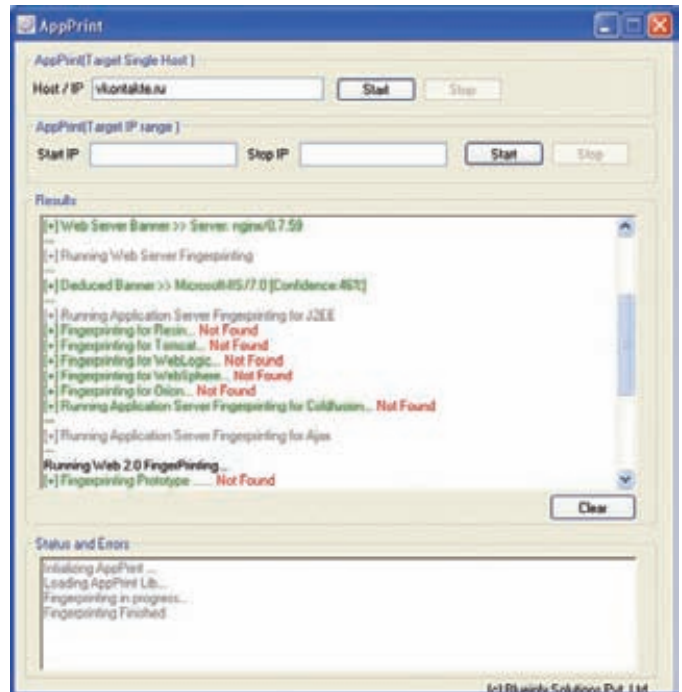 AppPrint
AppPrint(Target Single Host )
Host / IP vkontakte.ru Start Stop
AppPrint(Target IP range )
Start IP Stop IP Start Stop
Results
[+] Web Server Banner >> Server: nginx/0.7.59
---
[+] Running Web Server Fingerprinting
---
[+] Deduced Banner >> Microsoft-IIS/7.0 [Confidence:46%]
---
[+] Running Application Server Fingerprinting for J2EE
[+] Fingerprinting for Resin... Not Found
[+] Fingerprinting for Tomcat... Not Found
[+] Fingerprinting for WebLogic... Not Found
[+] Fingerprinting for WebSphere... Not Found
[+] Fingerprinting for Orion... Not Found
[+] Running Application Server Fingerprinting for Coldfusion... Not Found
---
[+] Running Application Server Fingerprinting for Ajax
---
Running Web 2.0 FingerPrinting...
[+] Fingerprinting Prototype ...... Not Found
Clear
Status and Errors
Initializing AppPrint ...
Loading AppPrint Lib...
Fingerprinting in progress...
Fingerprinting Finished
(c) Blueinfy Solutions Pvt. Ltd.